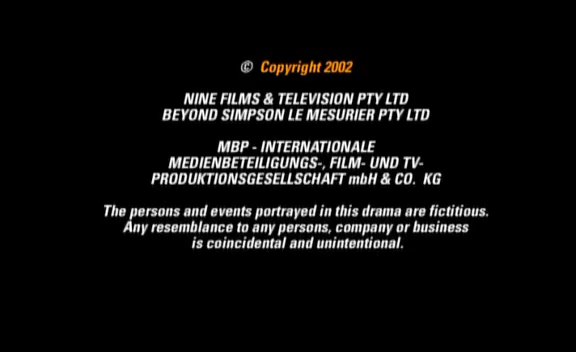 © Copyright 2002
NINE FILMS & TELEVISION PTY LTD
BEYOND SIMPSON LE MESURIER PTY LTD
MBP - INTERNATIONALE
MEDIENBETEILIGUNGS-, FILM- UND TV-
PRODUKTIONSGESELLSCHAFT mbH & CO. KG
The persons and events portrayed in this drama are fictitious.
Any resemblance to any persons, company or business
is coincidental and unintentional.